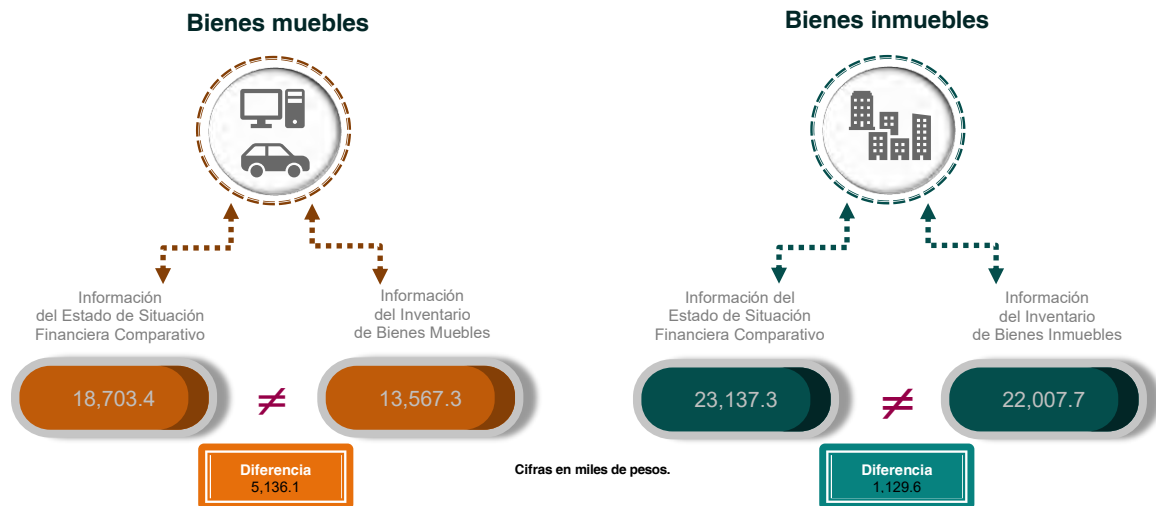 Bienes muebles
Información
del Estado de Situación
Financiera Comparativo
Información
del Inventario
de Bienes Muebles
18,703.4
≠
13,567.3
Diferencia
5,136.1
Cifras en miles de pesos.
Bienes inmuebles
Información del
Estado de Situación
Financiera Comparativo
Información
del Inventario
de Bienes Inmuebles
23,137.3
≠
22,007.7
Diferencia
1,129.6